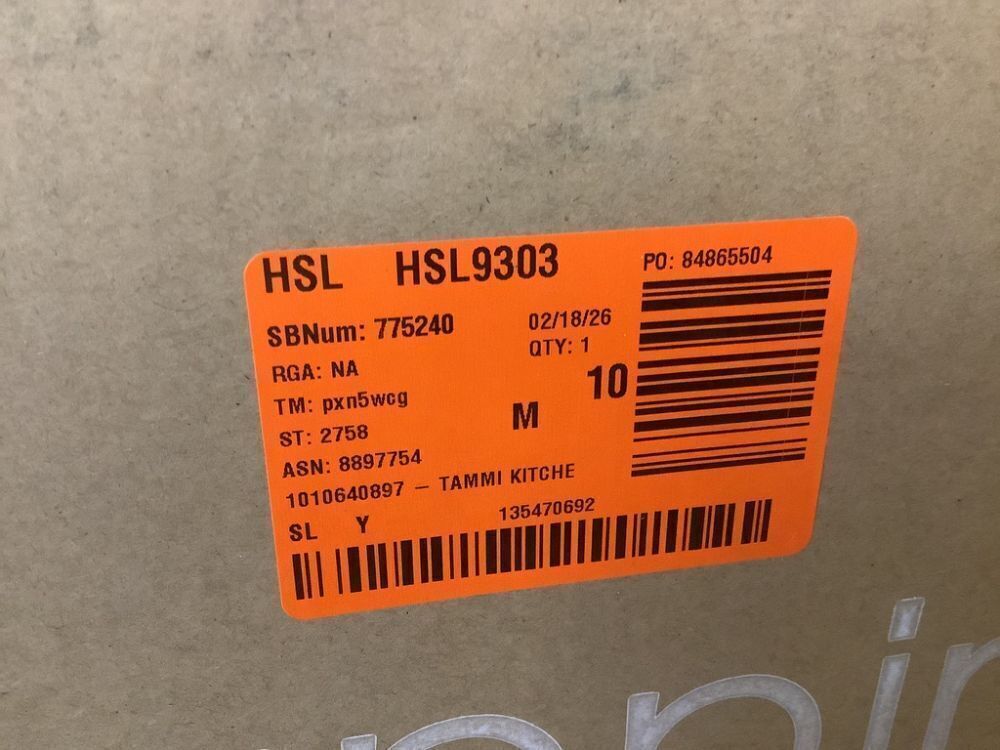 HSL HSL9303
PO: 84865504
SBNum: 775240
02/18/26
RGA: NA
QTY: 1
TM: pxn5wcg
10
M
ST: 2758
ASN: 8897754
1010640897 – TAMMI KITCHE
SL Y
135470692